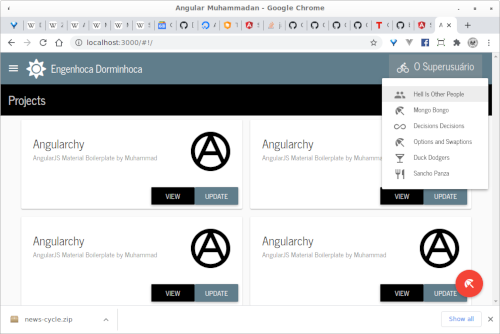 Angular Muhammadan - Google Chrome
localhost:3000/#!/
Engenhoca Dorminhoca
O Superusuário
Projects
Hell Is Other People
Mongo Bongo
Decisions Decisions
Options and Swaptions
Duck Dodgers
Sancho Panza
Angularchy
AngularJS Material Boilerplate by Muhammad
VIEW UPDATE
Angularchy
AngularJS Material Boilerplate by Muhammad
VIEW UPDATE
Angularchy
AngularJS Material Boilerplate by Muhammad
VIEW UPDATE
Angularchy
AngularJS Material Boilerplate by Muhammad
VIEW UPDATE
news-cycle.zip
Show all